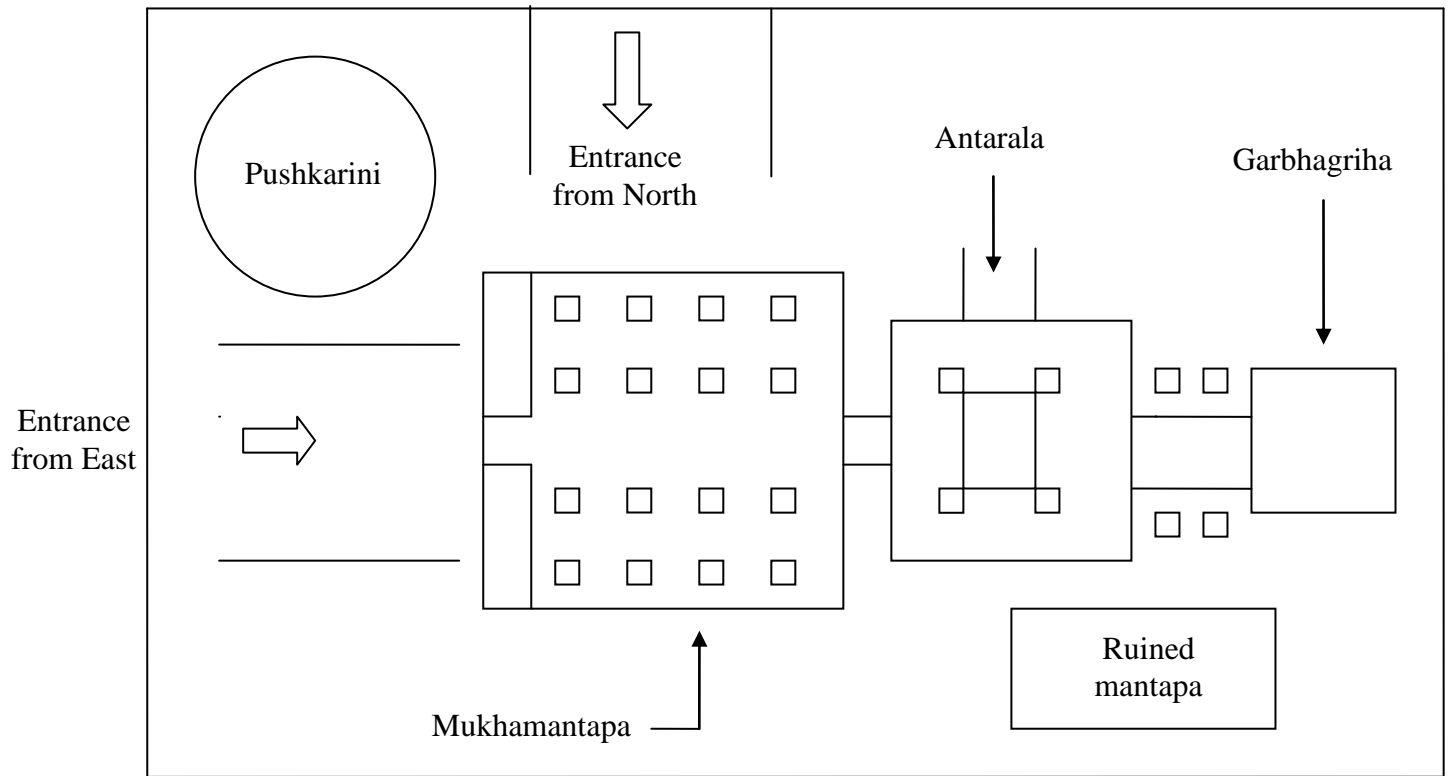 Pushkarini
Entrance
from North
Antarala
Garbhagriha
Entrance
from East
Mukhamantapa
Ruined
mantapa